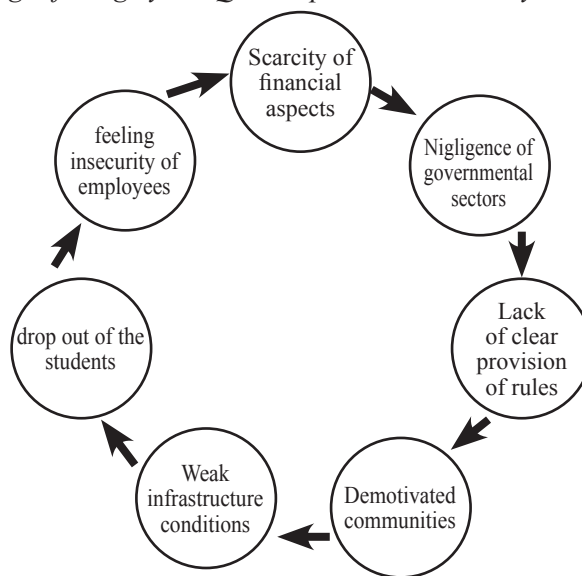 Scarcity of
financial
aspects
Nigligence of
governmental
sectors
Lack
of clear
provision
of rules
Demotivated
communities
Weak
infrastructure
conditions
drop out of the
students
feeling
insecurity of
employees